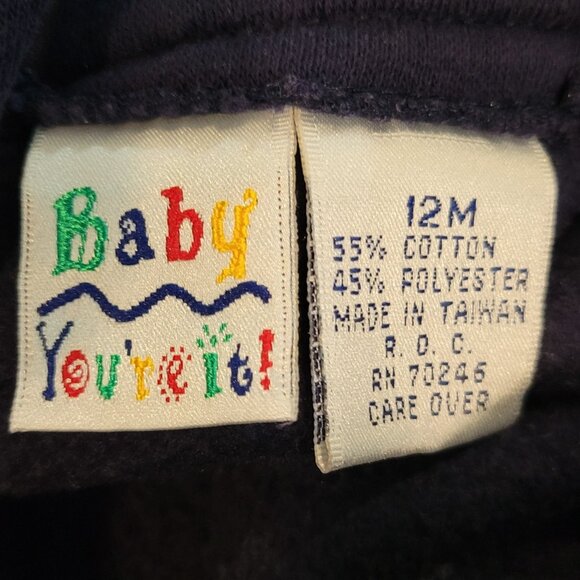 Baby
You're it!
12M
55% COTTON
45% POLYESTER
MADE IN TAIWAN
R. O. C.
RN 70246
CARE OVER